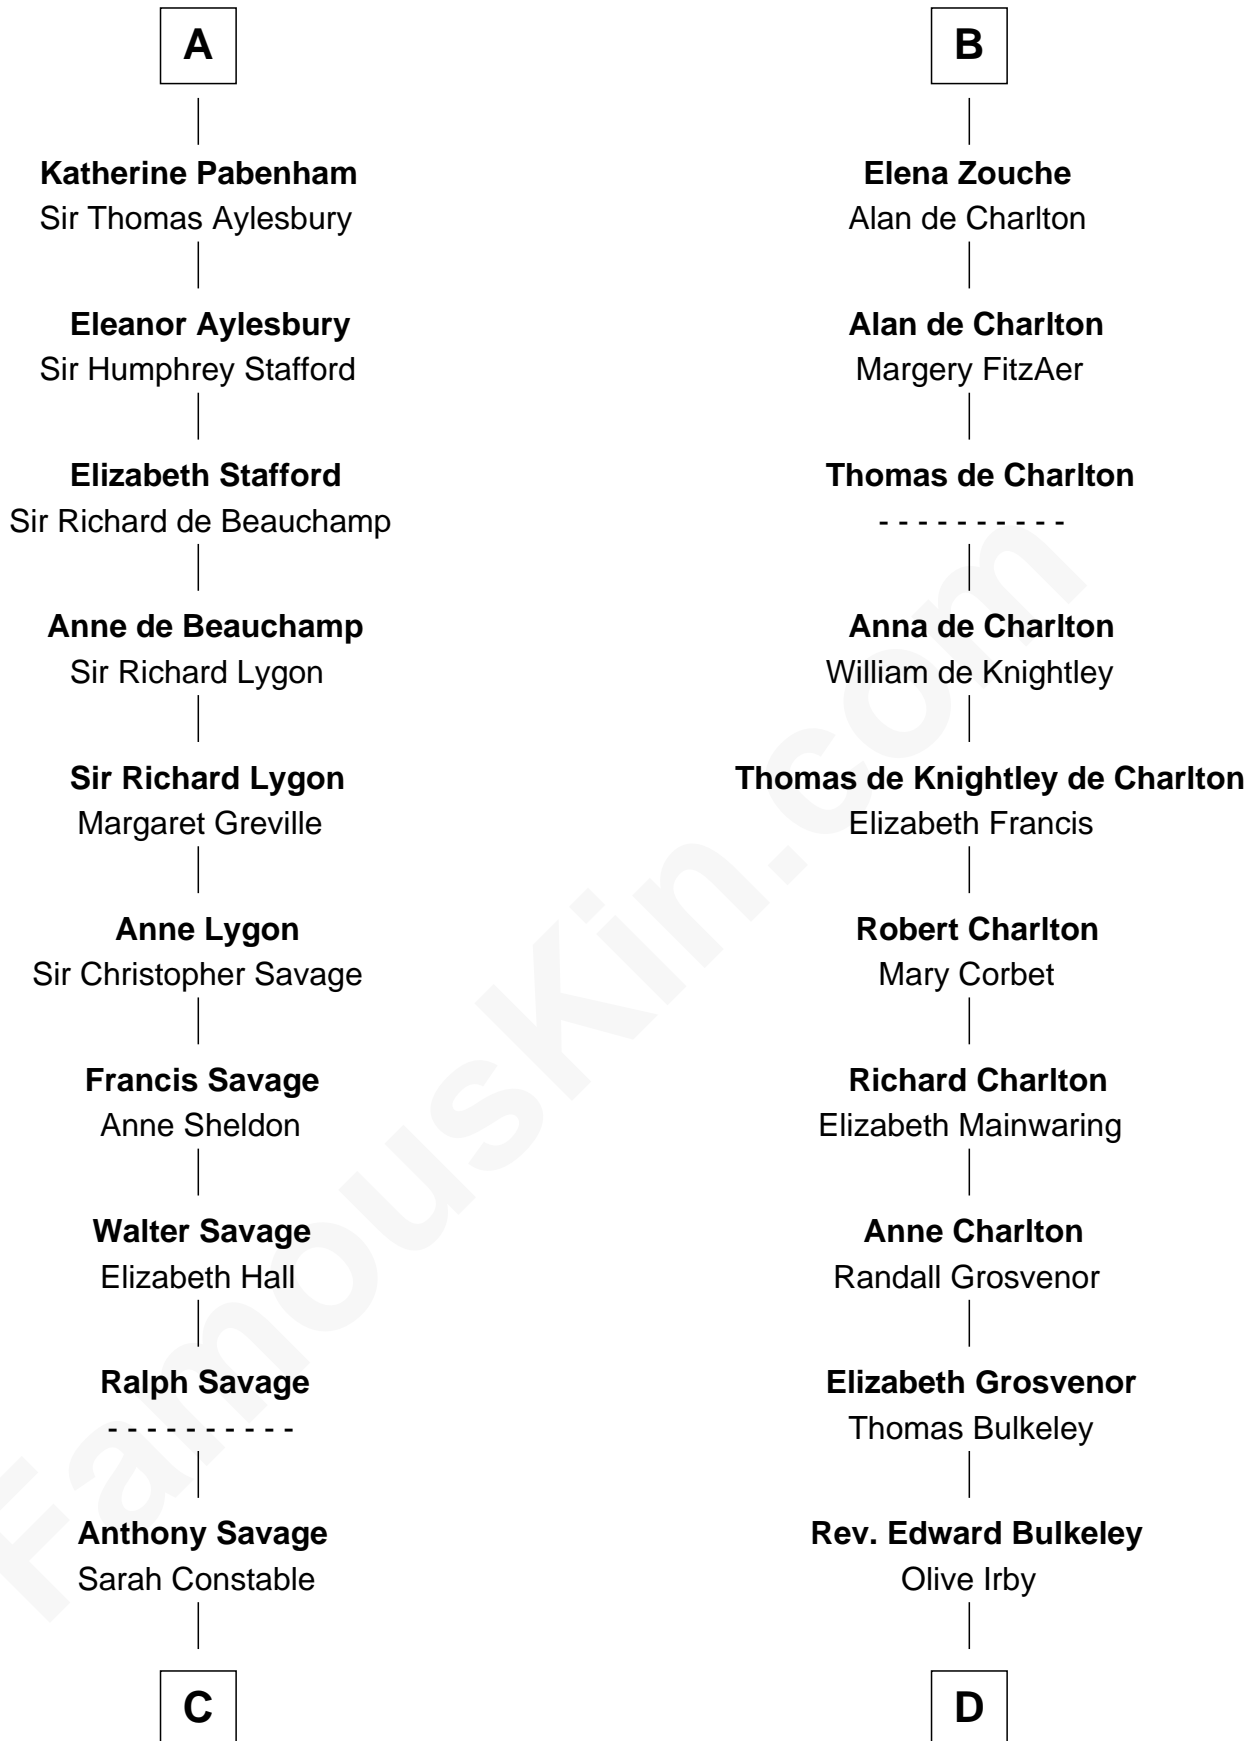 A
Katherine Pabenham
Sir Thomas Aylesbury
Eleanor Aylesbury
Sir Humphrey Stafford
Elizabeth Stafford
Sir Richard de Beauchamp
Anne de Beauchamp
Sir Richard Lygon
Sir Richard Lygon
Margaret Greville
Anne Lygon
Sir Christopher Savage
Francis Savage
Anne Sheldon
Walter Savage
Elizabeth Hall
Ralph Savage
- - - - - - - - - -
Anthony Savage
Sarah Constable
C
B
Elena Zouche
Alan de Charlton
Alan de Charlton
Margery FitzAer
Thomas de Charlton
- - - - - - - - - -
Anna de Charlton
William de Knightley
Thomas de Knightley de Charlton
Elizabeth Francis
Robert Charlton
Mary Corbet
Richard Charlton
Elizabeth Mainwaring
Anne Charlton
Randall Grosvenor
Elizabeth Grosvenor
Thomas Bulkeley
Rev. Edward Bulkeley
Olive Irby
D
FamousKin.com